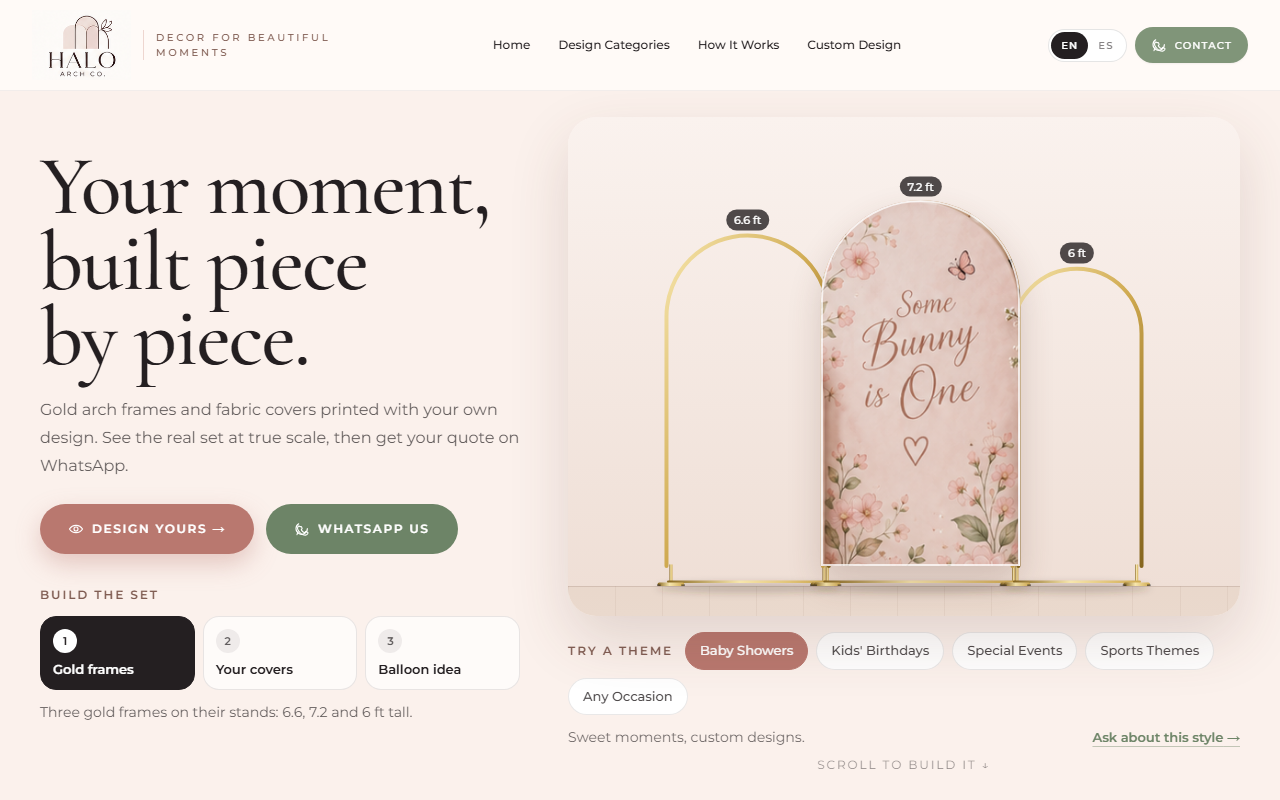 HALO
ARCH CO.
DECOR FOR BEAUTIFUL
MOMENTS
Home
Design Categories
How It Works
Custom Design
EN
ES
CONTACT
Your moment,
built piece
by piece.
Gold arch frames and fabric covers printed with your own
design. See the real set at true scale, then get your quote on
WhatsApp.
DESIGN YOURS →
WHATSAPP US
BUILD THE SET
1
Gold frames
2
Your covers
3
Balloon idea
Three gold frames on their stands: 6.6, 7.2 and 6 ft tall.
6.6 ft
7.2 ft
6 ft
Some
Bunny
is One
TRY A THEME
Baby Showers
Kids' Birthdays
Special Events
Sports Themes
Any Occasion
Sweet moments, custom designs.
Ask about this style →
SCROLL TO BUILD IT ↓